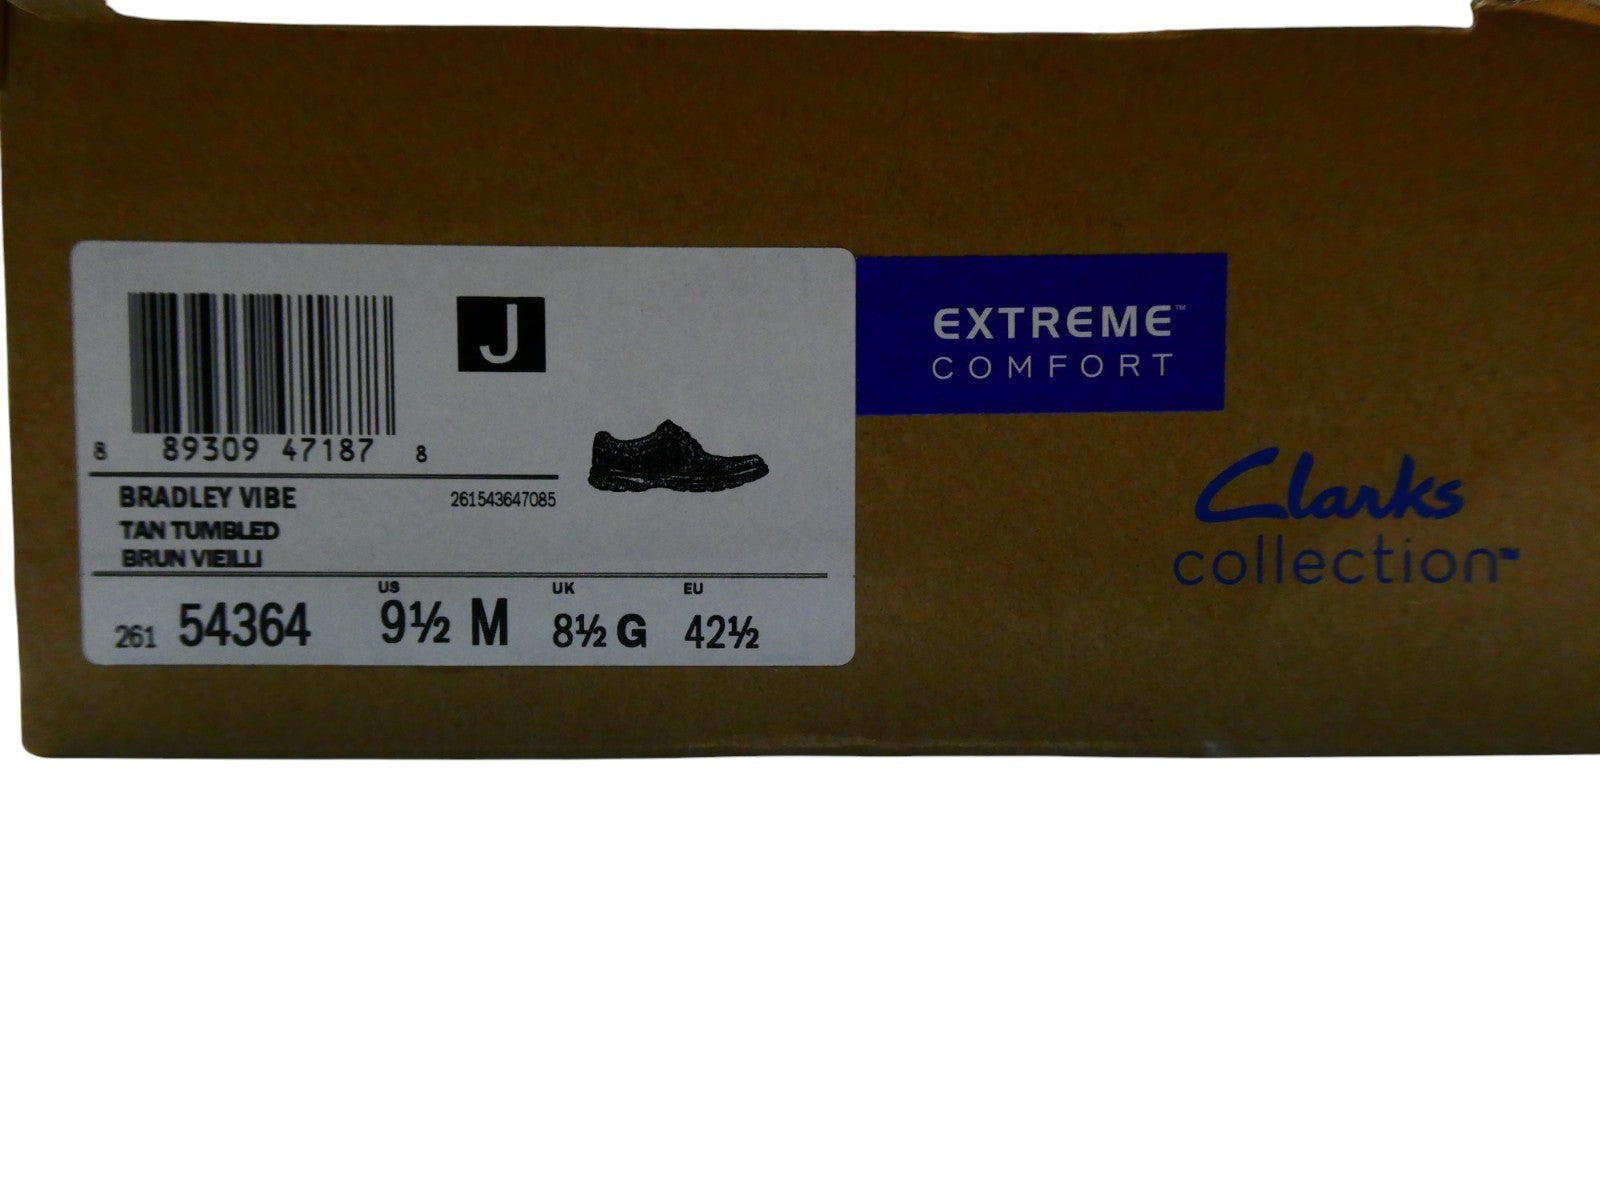 J
8 89309 47187 8
BRADLEY VIBE 261543647085
TAN TUMBLED
BRUN VIEILLI
US UK EU
261 54364 9½ M 8½ G 42½
EXTREME™
COMFORT
Clarks
collection™